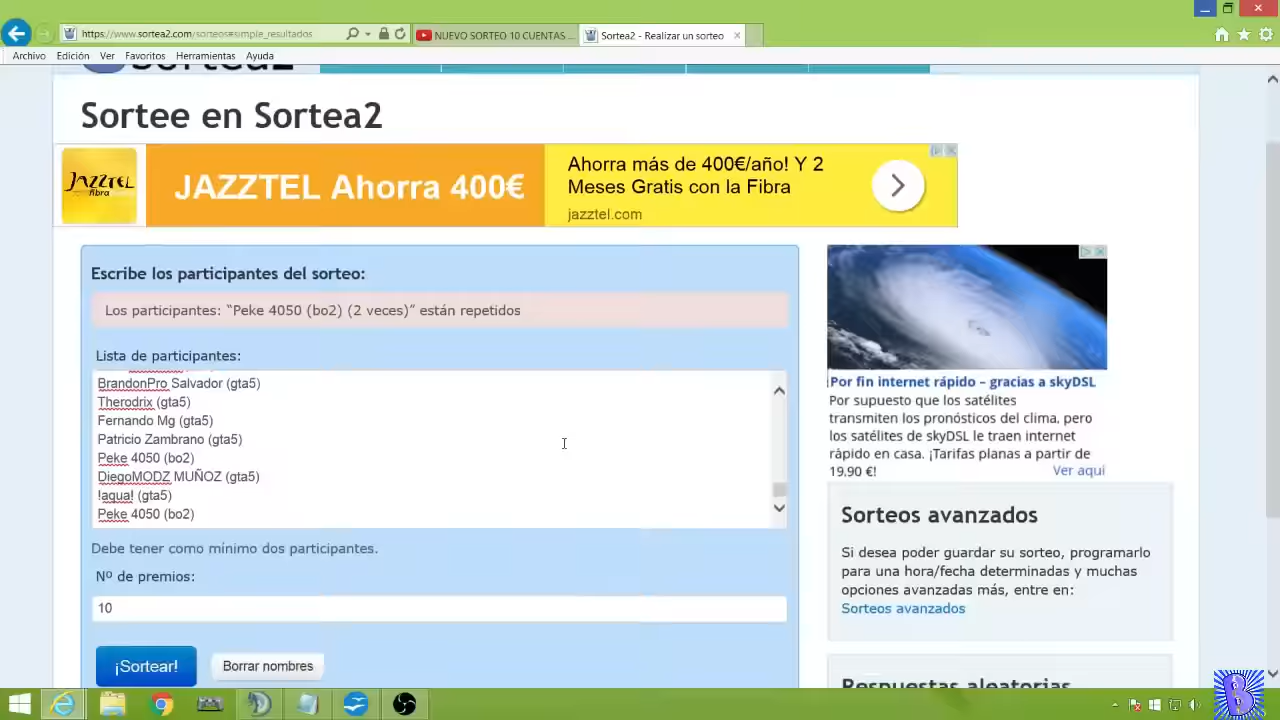 https://www.sortea2.com/sorteo=simple_resultados
NUEVO SORTEO 10 CUENTAS ...
Sortea2 - Realizar un sorteo
Archivo Edición Ver Favoritos Herramientas Ayuda
Sortee en Sortea2
JAZZTEL
fibra
JAZZTEL Ahorra 400€
Ahorra más de 400€/año! Y 2
Meses Gratis con la Fibra
jazztel.com
Escribe los participantes del sorteo:
Los participantes: “Peke 4050 (bo2) (2 veces)” están repetidos
Lista de participantes:
BrandonPro Salvador (gta5)
Therodrix (gta5)
Fernando Mg (gta5)
Patricio Zambrano (gta5)
Peke 4050 (bo2)
DiegoMODZ MUÑOZ (gta5)
!aqua! (gta5)
Peke 4050 (bo2)
Debe tener como mínimo dos participantes.
Nº de premios:
10
¡Sortear!
Borrar nombres
Por fin internet rápido – gracias a skyDSL
Por supuesto que los satélites
transmiten los pronósticos del clima, pero
los satélites de skyDSL le traen internet
rápido en casa. ¡Tarifas planas a partir de
19,90 €!
Ver aquí
Sorteos avanzados
Si desea poder guardar su sorteo, programarlo
para una hora/fecha determinadas y muchas
opciones avanzadas más, entre en:
Sorteos avanzados
Respuestas aleatorias